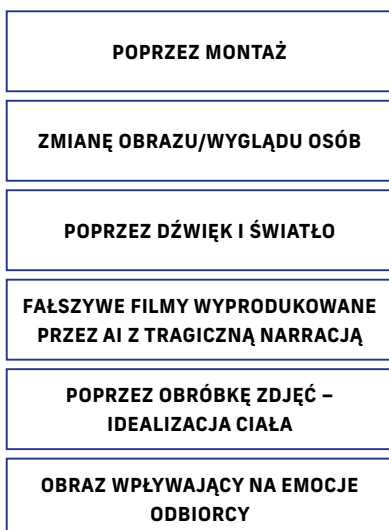 POPRZEZ MONTAŻ
ZMIANĘ OBRAZU/WYGLĄDU OSÓB
POPRZEZ DŹWIĘK I ŚWIATŁO
FAŁSZYWE FILMY WYPRODUKOWANE
PRZEZ AI Z TRAGICZNĄ NARRACJĄ
POPRZEZ OBRÓBKĘ ZDJĘĆ –
IDEALIZACJA CIAŁA
OBRAZ WPŁYWAJĄCY NA EMOCJE
ODBIORCY